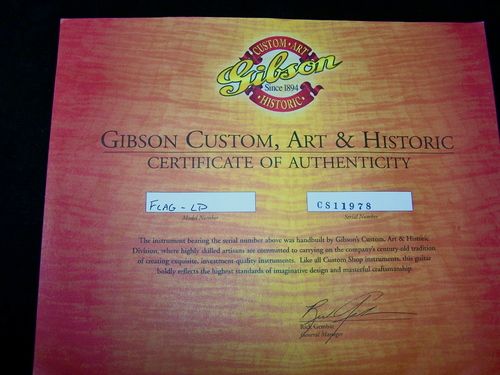 CUSTOM · ART
Gibson
Since 1894
HISTORIC
GIBSON CUSTOM, ART & HISTORIC
CERTIFICATE OF AUTHENTICITY
FLAG - LTD
CS11978
Model Number
Serial Number
The instrument bearing the serial number above was handbuilt by Gibson's Custom, Art & Historic
Division, where highly skilled artisans are committed to carrying on the company's century-old tradition
of creating exquisite, investment-quality instruments. Like all Custom Shop instruments, this guitar
boldly reflects the highest standards of imaginative design and masterful craftsmanship.
Rick Gembar
General Manager